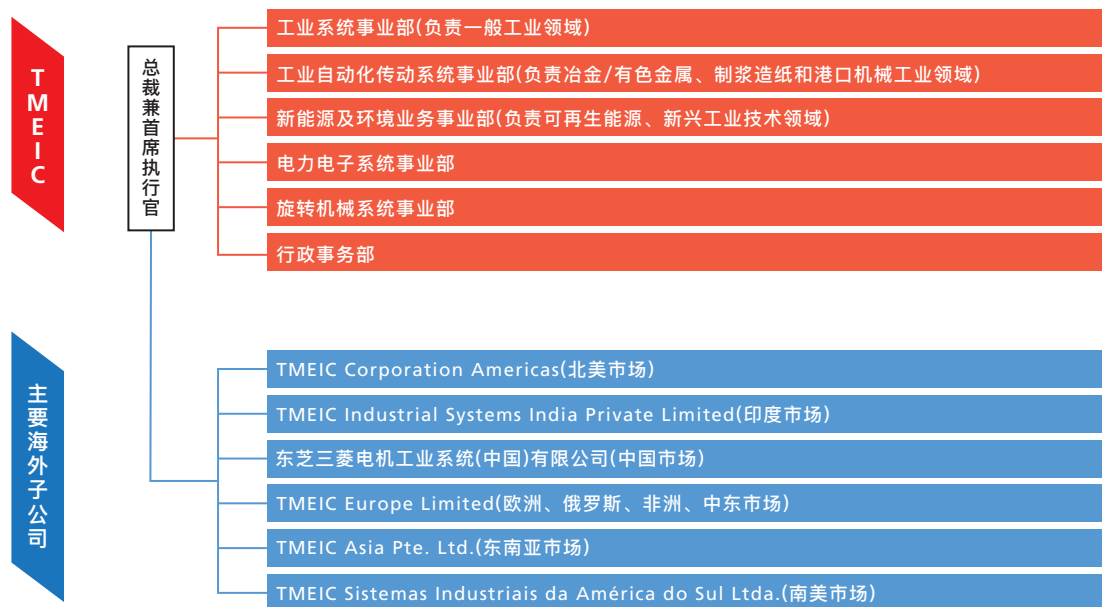 TMEIC
总裁兼首席执行官
工业系统事业部(负责一般工业领域)
工业自动化传动系统事业部(负责冶金/有色金属、制浆造纸和港口机械工业领域)
新能源及环境业务事业部(负责可再生能源、新兴工业技术领域)
电力电子系统事业部
旋转机械系统事业部
行政事务部
主要海外子公司
TMEIC Corporation Americas(北美市场)
TMEIC Industrial Systems India Private Limited(印度市场)
东芝三菱电机工业系统(中国)有限公司(中国市场)
TMEIC Europe Limited(欧洲、俄罗斯、非洲、中东市场)
TMEIC Asia Pte. Ltd.(东南亚市场)
TMEIC Sistemas Industriais da América do Sul Ltda.(南美市场)